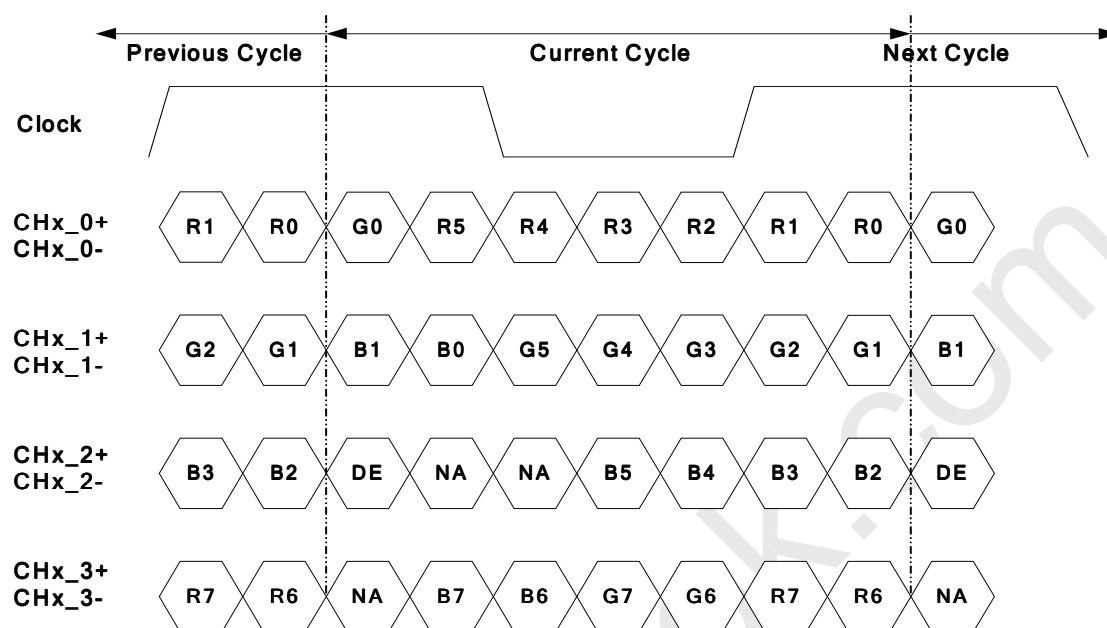 Previous Cycle Current Cycle Next Cycle
Clock
CHx_0+
CHx_0-
R1 R0 G0 R5 R4 R3 R2 R1 R0 G0
CHx_1+
CHx_1-
G2 G1 B1 B0 G5 G4 G3 G2 G1 B1
CHx_2+
CHx_2-
B3 B2 DE NA NA B5 B4 B3 B2 DE
CHx_3+
CHx_3-
R7 R6 NA B7 B6 G7 G6 R7 R6 NA
k.com